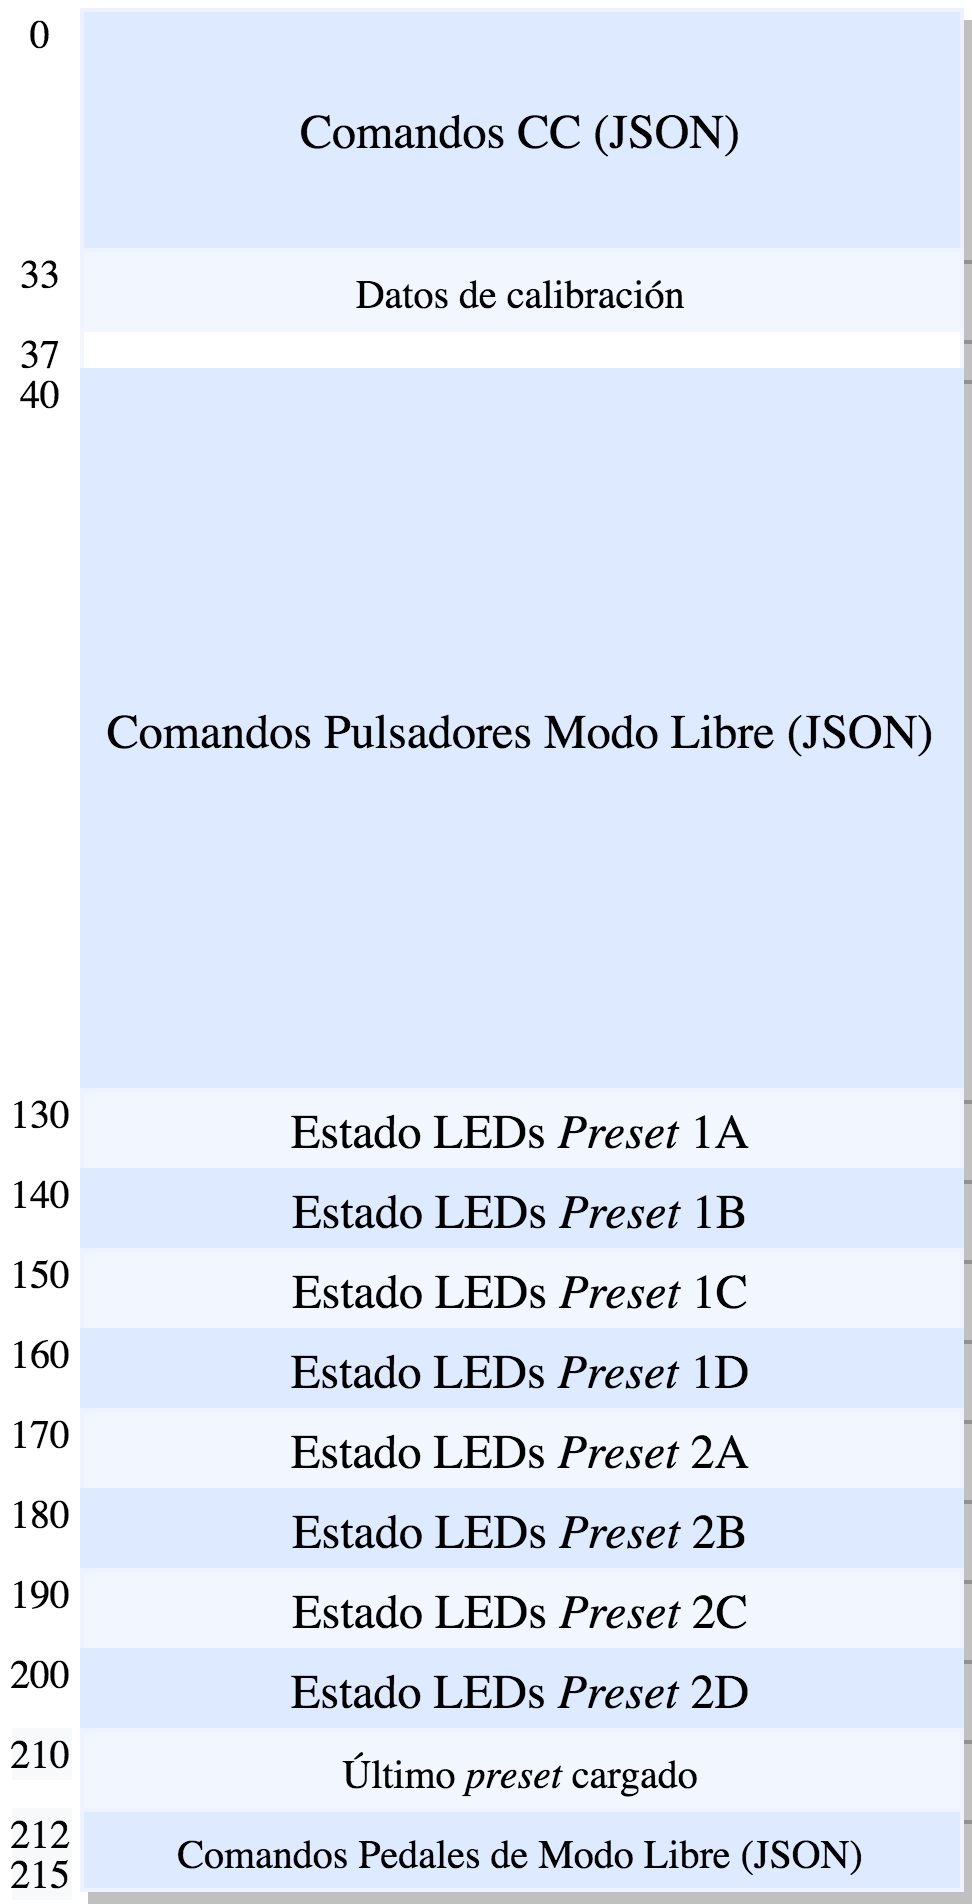 0
Comandos CC (JSON)
33
Datos de calibración
37
40
Comandos Pulsadores Modo Libre (JSON)
130
Estado LEDs Preset 1A
140
Estado LEDs Preset 1B
150
Estado LEDs Preset 1C
160
Estado LEDs Preset 1D
170
Estado LEDs Preset 2A
180
Estado LEDs Preset 2B
190
Estado LEDs Preset 2C
200
Estado LEDs Preset 2D
210
Último preset cargado
212
Comandos Pedales de Modo Libre (JSON)
215